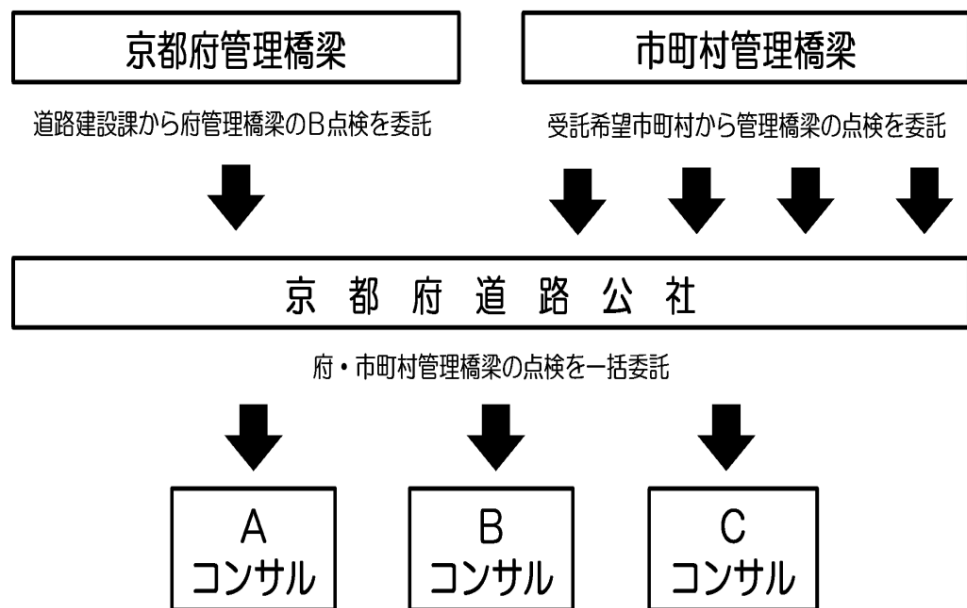 京都府管理橋梁
市町村管理橋梁
道路建設課から府管理橋梁のB点検を委託
受託希望市町村から管理橋梁の点検を委託
京都府道路公社
府・市町村管理橋梁の点検を一括委託
A
コンサル
B
コンサル
C
コンサル